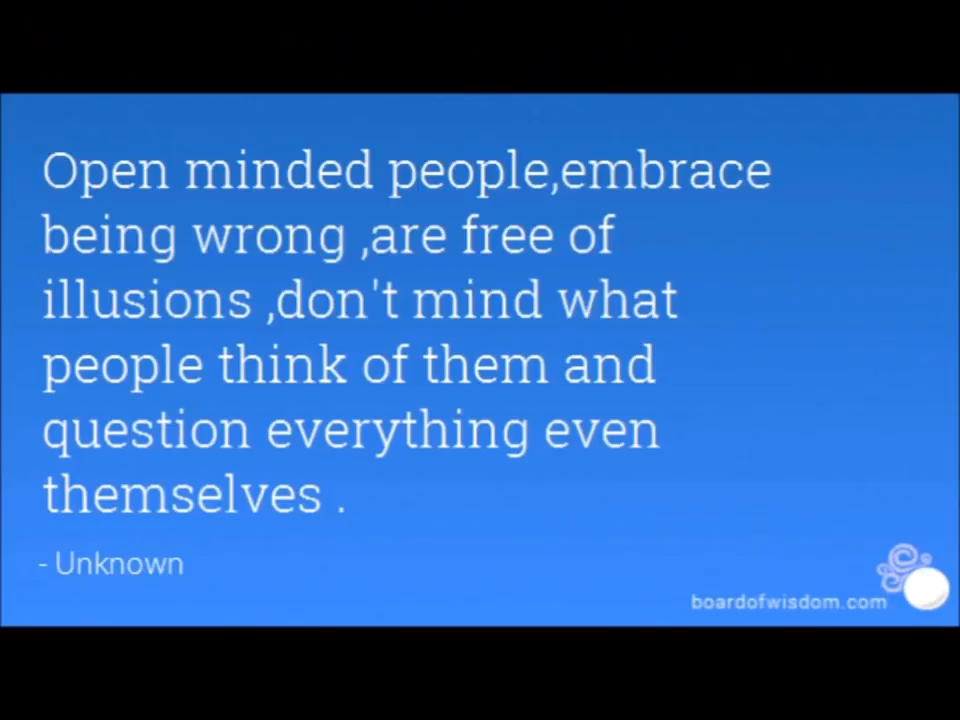 Open minded people,embrace
being wrong ,are free of
illusions ,don't mind what
people think of them and
question everything even
themselves .
- Unknown
boardofwisdom.com